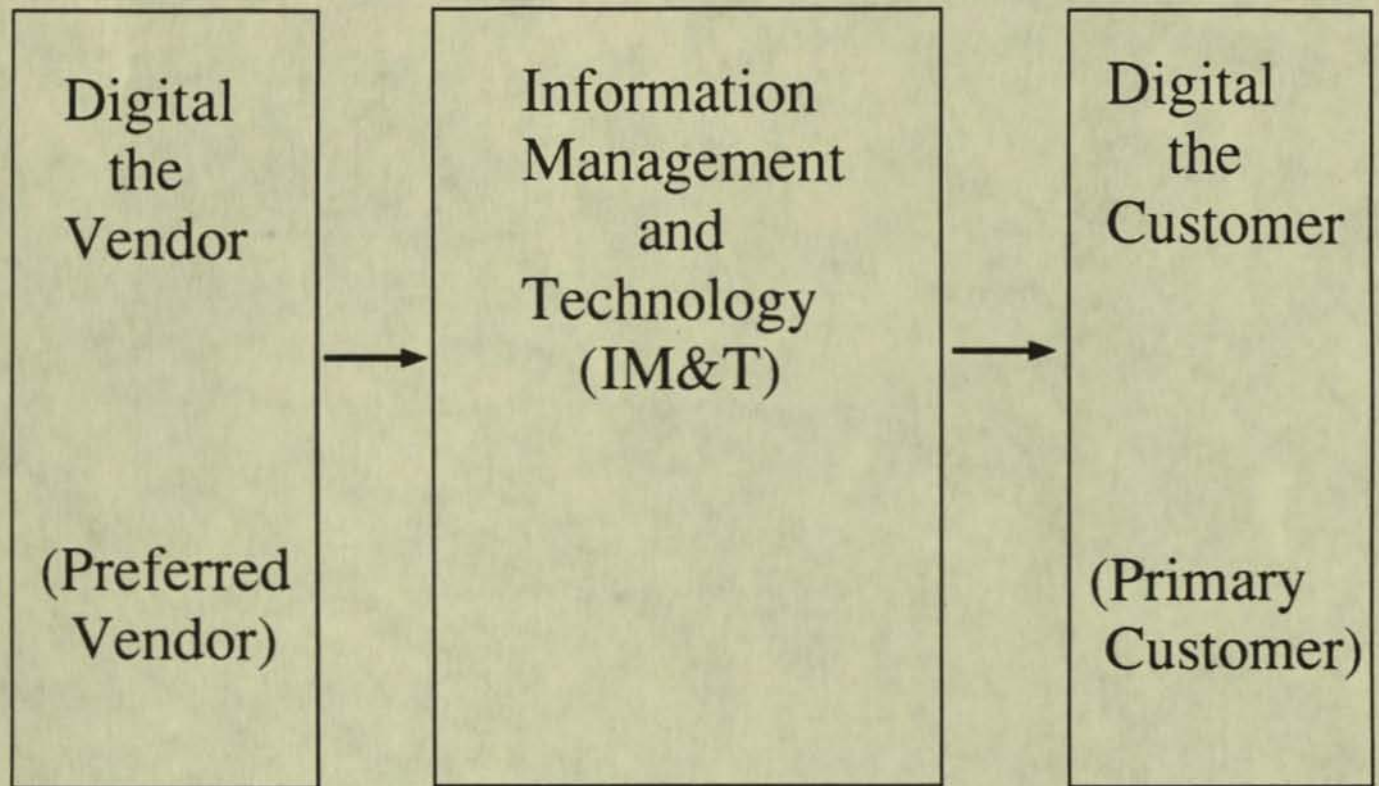 Digital
the
Vendor
(Preferred
Vendor)
Information
Management
and
Technology
(IM&T)
Digital
the
Customer
(Primary
Customer)